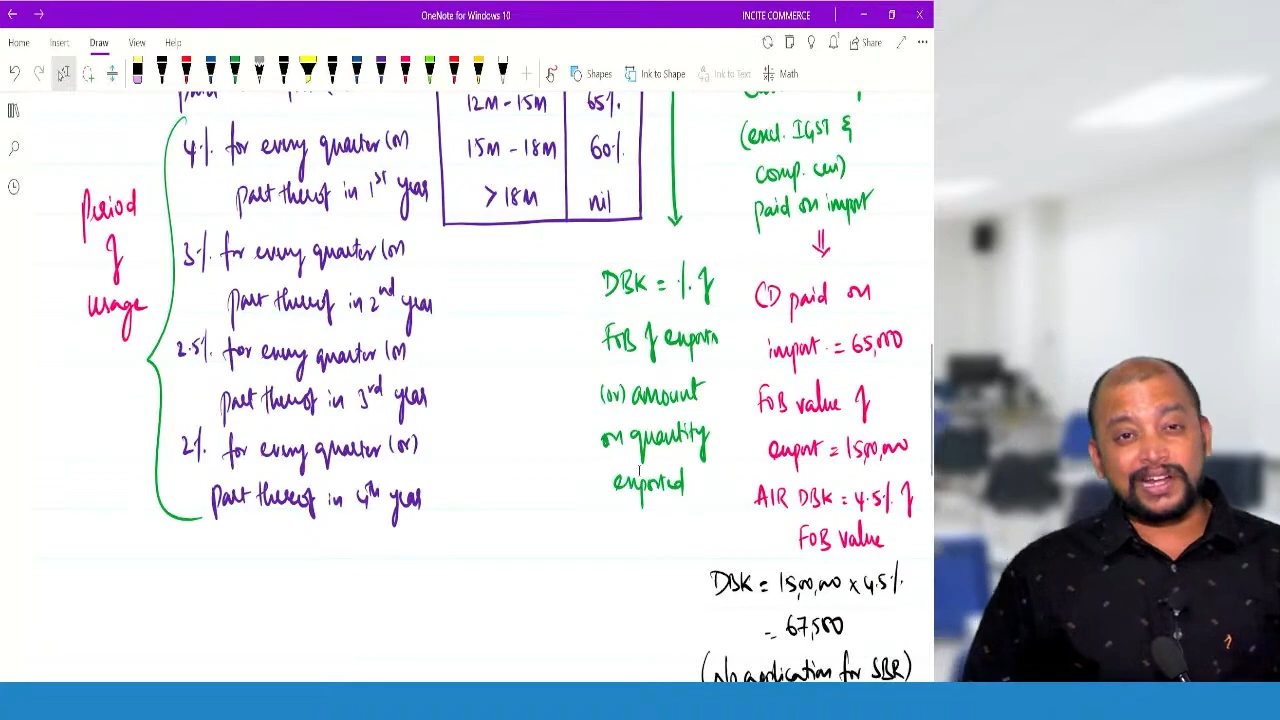 OneNote for Windows 10
INCITE COMMERCE
Home
Insert
Draw
View
Help
Share
Shapes
Ink to Shape
Ink to Text
Math
12M - 15M 65%
15M - 18M 60%
> 18M nil
Period
of
usage
4% for every quarter (or)
part thereof in 1st year
3% for every quarter (or)
part thereof in 2nd year
2.5% for every quarter (or)
part thereof in 3rd year
2% for every quarter (or)
part thereof in 4th year
DBK = % of
FOB of exports
(or) amount
on quantity
exported
(excl. IGST &
comp. cess)
paid on import
⇓
CD paid on
import = 65,000
FOB value of
export = 15,00,000
AIR DBK = 4.5% of
FOB value
DBK = 15,00,000 x 4.5%
= 67,500
(No application for SBR)